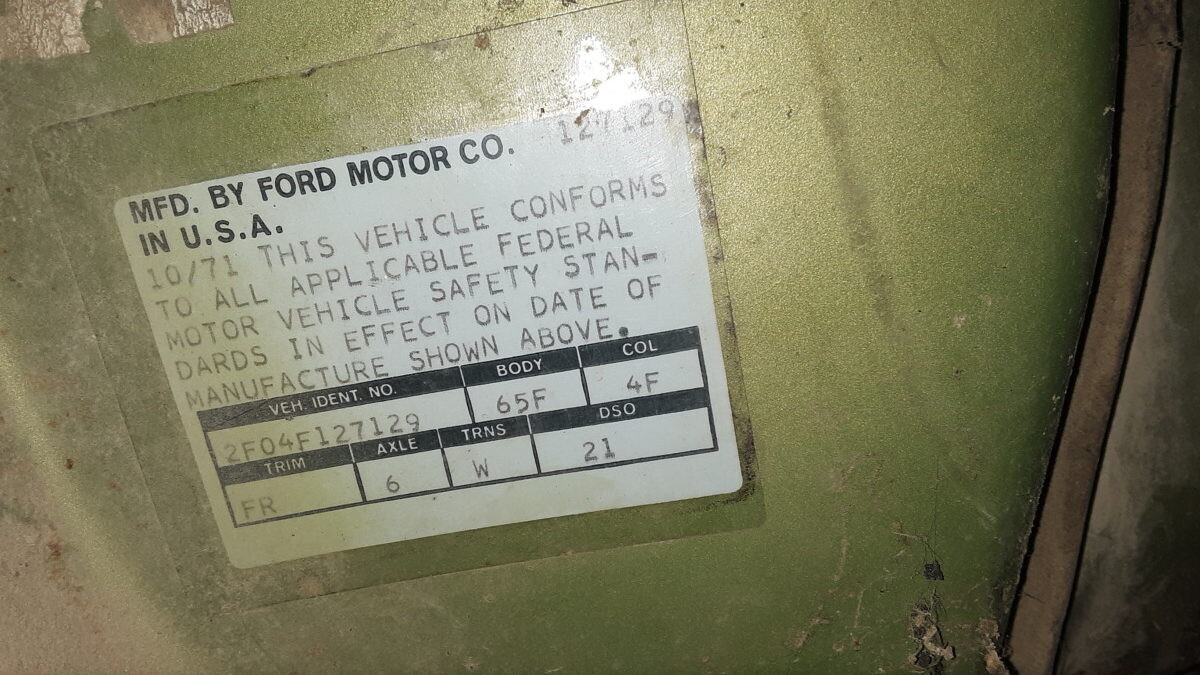 127129
MFD. BY FORD MOTOR CO.
IN U.S.A.
10/71 THIS VEHICLE CONFORMS
TO ALL APPLICABLE FEDERAL
MOTOR VEHICLE SAFETY STAN-
DARDS IN EFFECT ON DATE OF
MANUFACTURE SHOWN ABOVE.
VEH. IDENT. NO. BODY COL
2F04F127129 65F 4F
TRIM AXLE TRNS DSO
FR 6 W 21